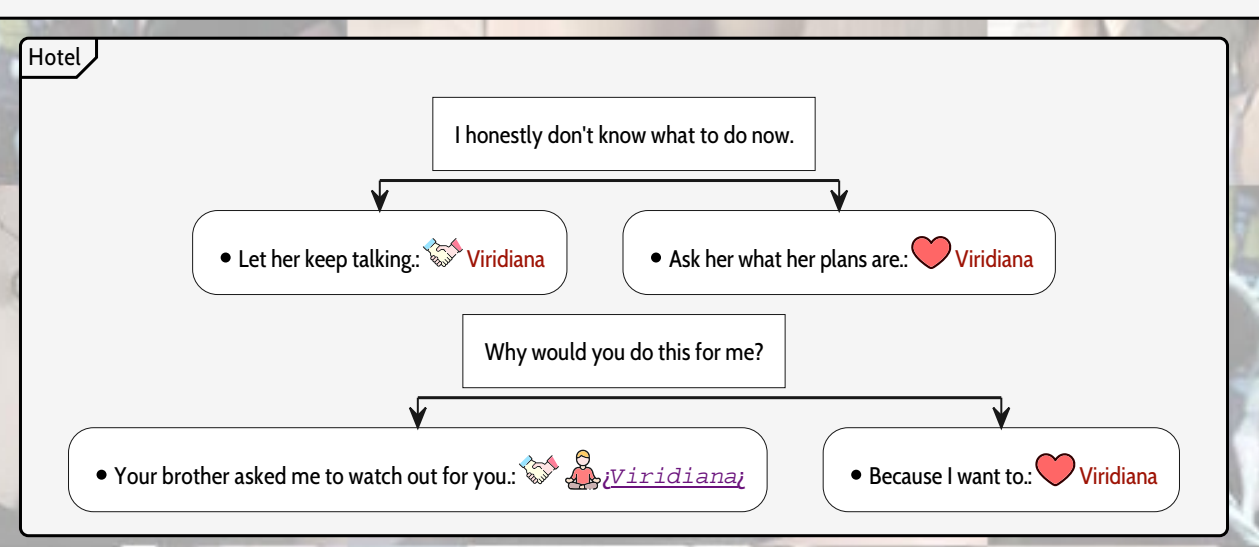 Hotel
I honestly don't know what to do now.
• Let her keep talking.: Viridiana
• Ask her what her plans are.: Viridiana
Why would you do this for me?
• Your brother asked me to watch out for you.: ¿Viridiana¿
• Because I want to.: Viridiana